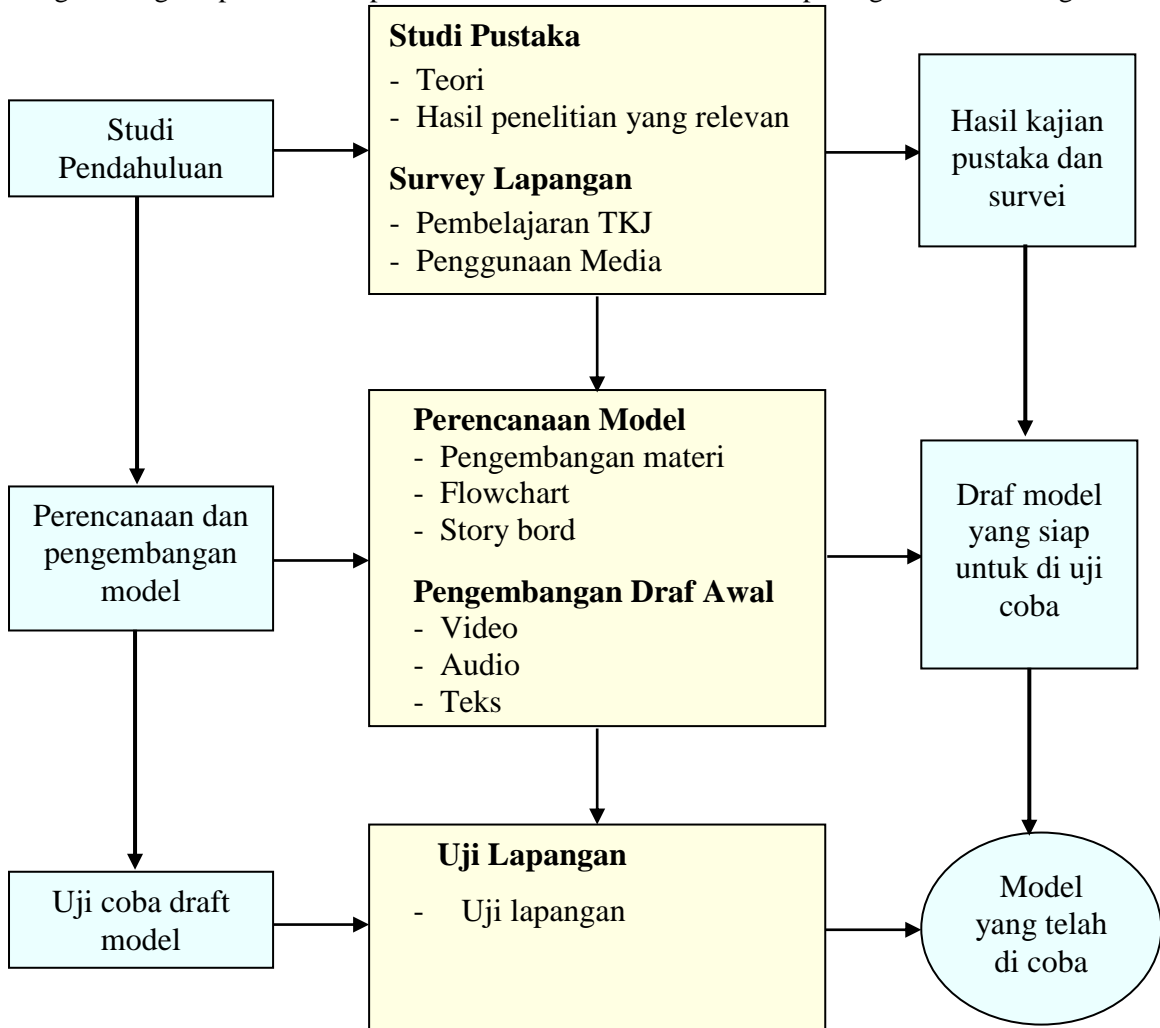 Studi
Pendahuluan
Studi Pustaka
- Teori
- Hasil penelitian yang relevan
Survey Lapangan
- Pembelajaran TKJ
- Penggunaan Media
Hasil kajian
pustaka dan
survei
Perencanaan dan
pengembangan
model
Perencanaan Model
- Pengembangan materi
- Flowchart
- Story bord
Pengembangan Draf Awal
- Video
- Audio
- Teks
Draf model
yang siap
untuk di uji
coba
Uji coba draft
model
Uji Lapangan
- Uji lapangan
Model
yang telah
di coba